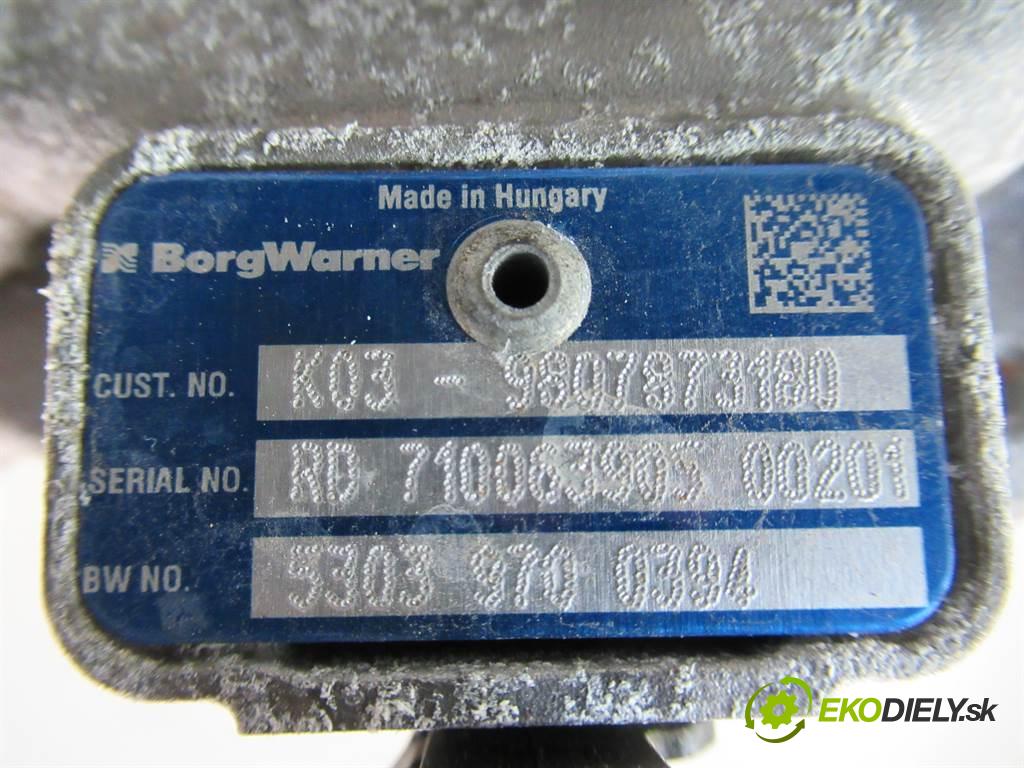 Made in Hungary
BorgWarner
CUST. NO. K03 - 9807873180
SERIAL NO. RD 710063905 00201
BW NO. 5303 970 0394
EKODIELY.sk